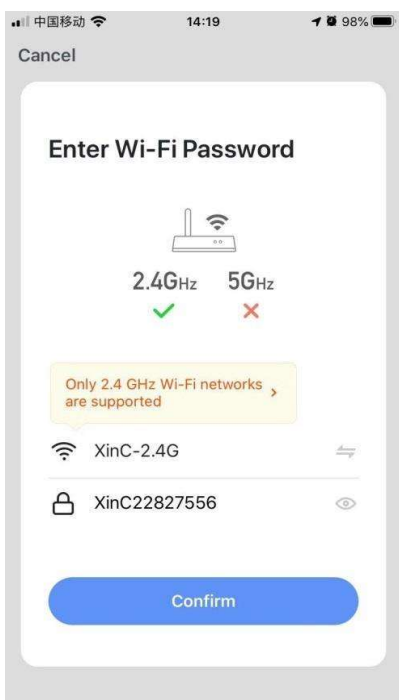 中国移动 14:19 98%
Cancel
Enter Wi-Fi Password
2.4GHz 5GHz
Only 2.4 GHz Wi-Fi networks
are supported
XinC-2.4G
XinC22827556
Confirm